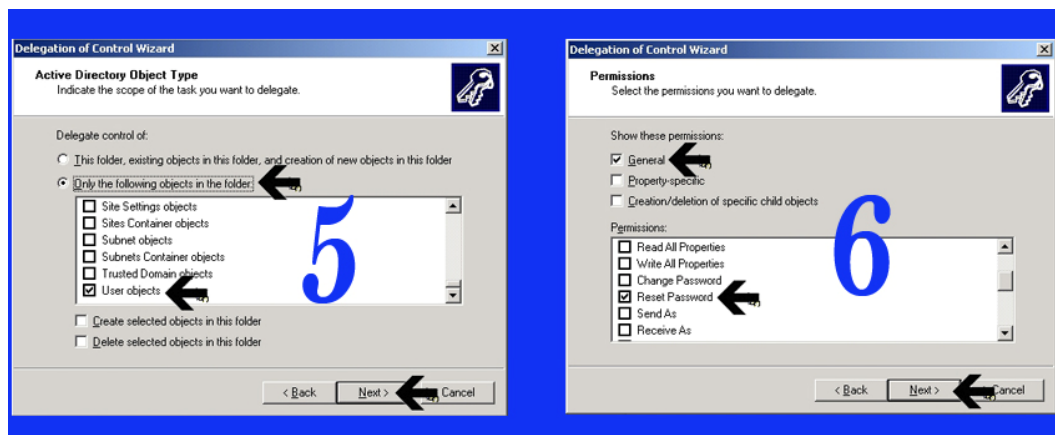 Delegation of Control Wizard
Active Directory Object Type
Indicate the scope of the task you want to delegate.
Delegate control of:
This folder, existing objects in this folder, and creation of new objects in this folder
Only the following objects in the folder:
Site Settings objects
Sites Container objects
Subnet objects
Subnets Container objects
Trusted Domain objects
User objects
Create selected objects in this folder
Delete selected objects in this folder
< Back Next > Cancel
5
Delegation of Control Wizard
Permissions
Select the permissions you want to delegate.
Show these permissions:
General
Property-specific
Creation/deletion of specific child objects
Permissions:
Read All Properties
Write All Properties
Change Password
Reset Password
Send As
Receive As
< Back Next > Cancel
6